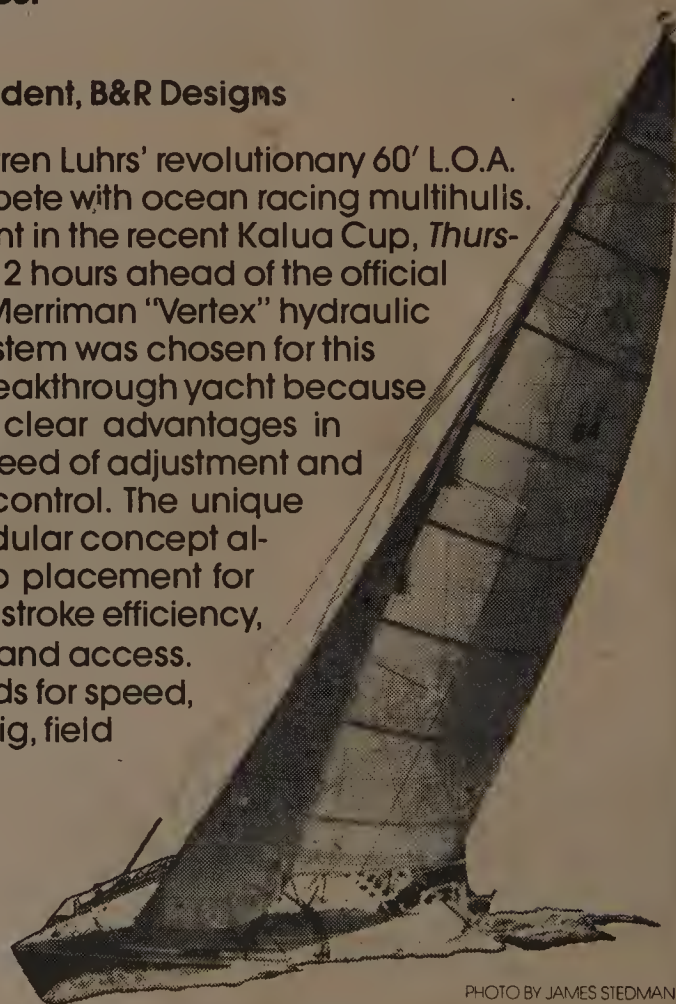 dent, B&R Designs
ren Luhrs' revolutionary 60' L.O.A.
pete with ocean racing multihulls.
nt in the recent Kalua Cup, Thurs-
2 hours ahead of the official
Merriman "Vertex" hydraulic
stem was chosen for this
eakthrough yacht because
clear advantages in
eed of adjustment and
control. The unique
dular concept al-
placement for
stroke efficiency,
and access.
ds for speed,
ig, field
PHOTO BY JAMES STEDMAN